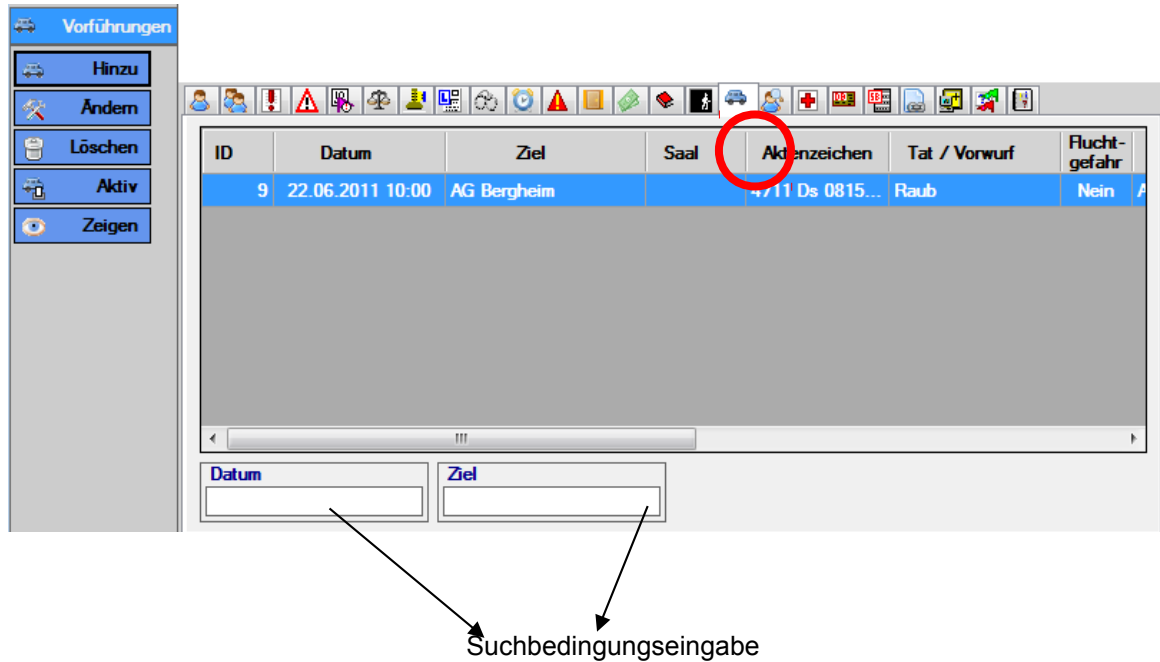 Vorführungen
Hinzu
Ändern
Löschen
Aktiv
Zeigen
ID Datum Ziel Saal Aktenzeichen Tat / Vorwurf Flucht-
gefahr
9 22.06.2011 10:00 AG Bergheim 4711 Ds 0815... Raub Nein
Datum Ziel
Suchbedingungseingabe